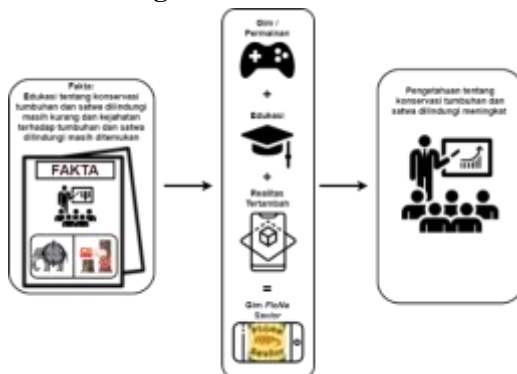 Fakta:
Edukasi tentang konservasi
tumbuhan dan satwa dilindungi
masih kurang dan kejahatan
terhadap tumbuhan dan satwa
dilindungi masih ditemukan
FAKTA
Gim /
Permainan
+
Edukasi
+
Realitas
Tertambah
=
Gim FloNa
Savior
Pengetahuan tentang
konservasi tumbuhan dan
satwa dilindungi meningkat